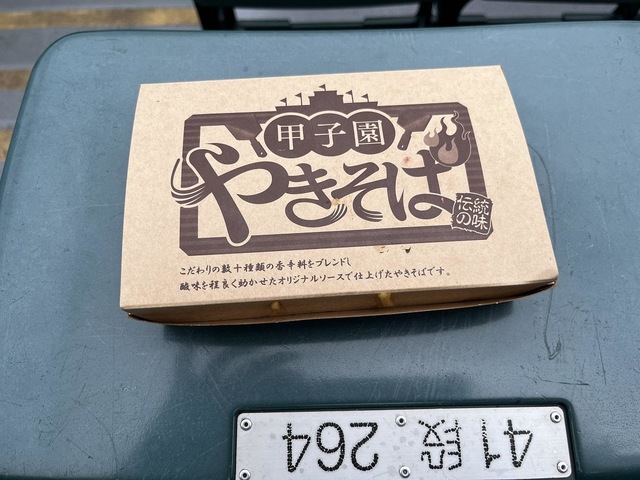 甲子園
やきそば
伝統
の味
こだわりの数十種類の香辛料をブレンドし
酸味を程良く効かせたオリジナルソースで仕上げたやきそばです。
41段 264